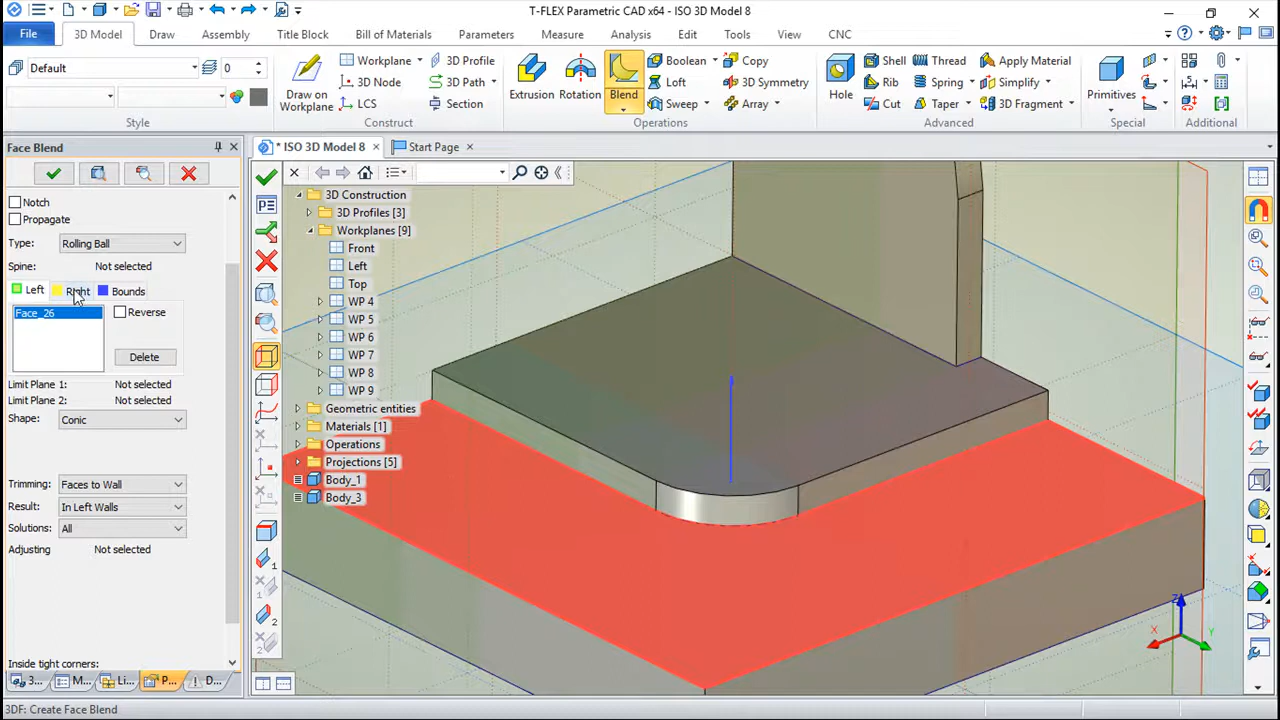 T-FLEX Parametric CAD x64 - ISO 3D Model 8
File
3D Model
Draw
Assembly
Title Block
Bill of Materials
Parameters
Measure
Analysis
Edit
Tools
View
CNC
Default
0
Style
Draw on
Workplane
Workplane
3D Node
LCS
3D Profile
3D Path
Section
Construct
Extrusion
Rotation
Blend
Boolean
Loft
Sweep
Copy
3D Symmetry
Array
Operations
Hole
Shell
Rib
Cut
Thread
Spring
Taper
Apply Material
Simplify
3D Fragment
Advanced
Primitives
Special
Additional
Face Blend
* ISO 3D Model 8
Start Page
Notch
Propagate
Type: Rolling Ball
Spine: Not selected
Left
Right
Bounds
Face_26
Reverse
Delete
Limit Plane 1: Not selected
Limit Plane 2: Not selected
Shape: Conic
Trimming: Faces to Wall
Result: In Left Walls
Solutions: All
Adjusting Not selected
Inside tight corners:
3...
M...
Li...
P...
D...
3D Construction
3D Profiles [3]
Workplanes [9]
Front
Left
Top
WP 4
WP 5
WP 6
WP 7
WP 8
WP 9
Geometric entities
Materials [1]
Operations
Projections [5]
Body_1
Body_3
1
1
2
2
Z
X
Y
3DF: Create Face Blend